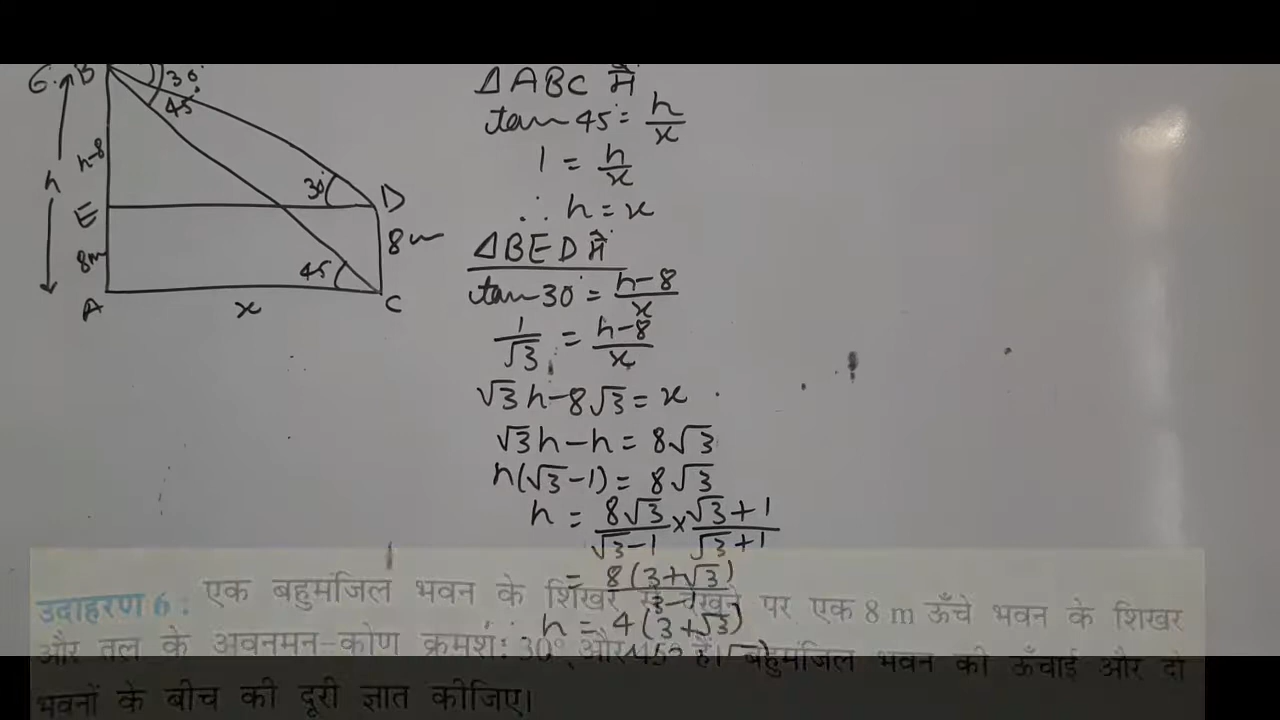 6. B 30°
45°
h-8
h
30° D
E
8m
8m
45
A x C
ΔABC में
tan 45 = h/x
1 = h/x
∴ h = x
ΔBED में
tan 30 = h-8/x
1/√3 = h-8/x
√3h-8√3 = x
√3h-h = 8√3
h(√3-1) = 8√3
h = 8√3/√3-1 × √3+1/√3+1
= 8(3+√3)/3-1
h = 4(3+√3)
उदाहरण 6 : एक बहुमंजिल भवन के शिखर से देखने पर एक 8 m ऊँचे भवन के शिखर
और तल के अवनमन-कोण क्रमशः 30° और 45° हैं। बहुमंजिल भवन की ऊँचाई और दो
भवनों के बीच की दूरी ज्ञात कीजिए।